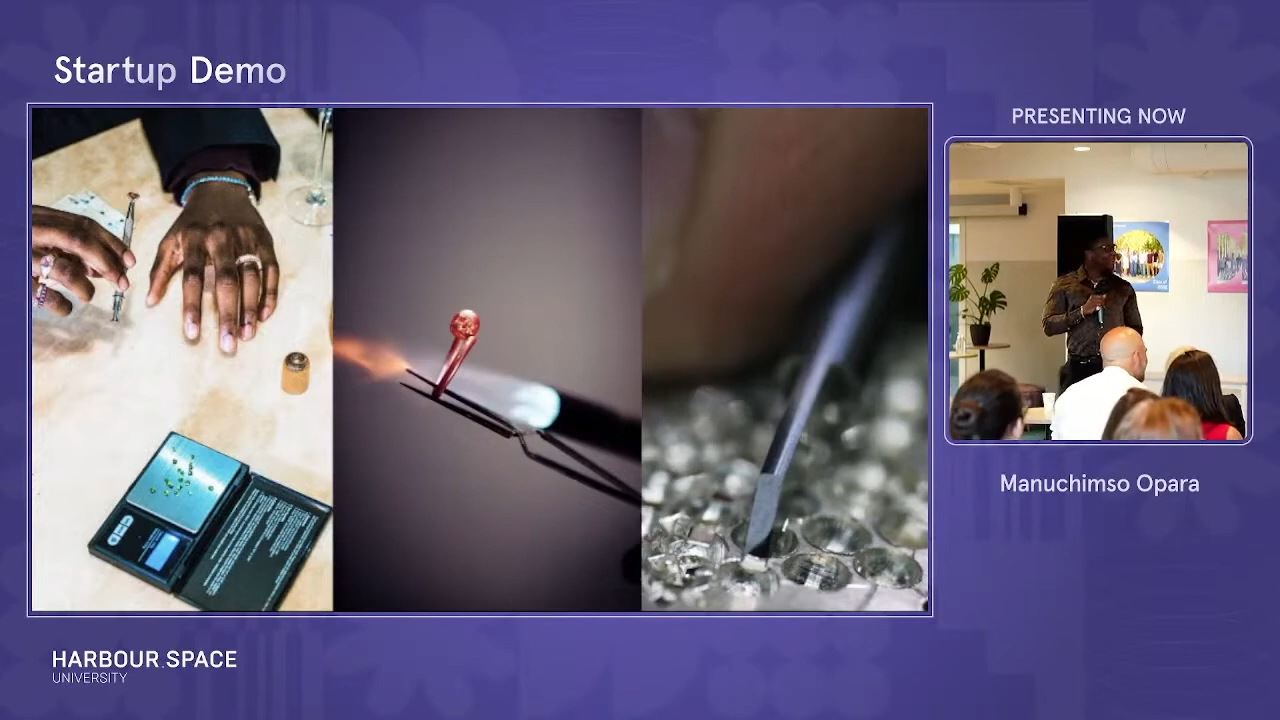 Startup Demo
PRESENTING NOW
Manuchimso Opara
HARBOUR.SPACE
UNIVERSITY